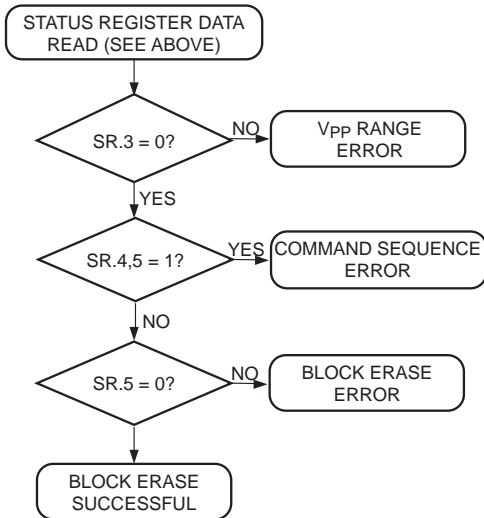 STATUS REGISTER DATA
READ (SEE ABOVE)
SR.3 = 0?
NO
VPP RANGE
ERROR
YES
SR.4,5 = 1?
YES
COMMAND SEQUENCE
ERROR
NO
SR.5 = 0?
NO
BLOCK ERASE
ERROR
BLOCK ERASE
SUCCESSFUL